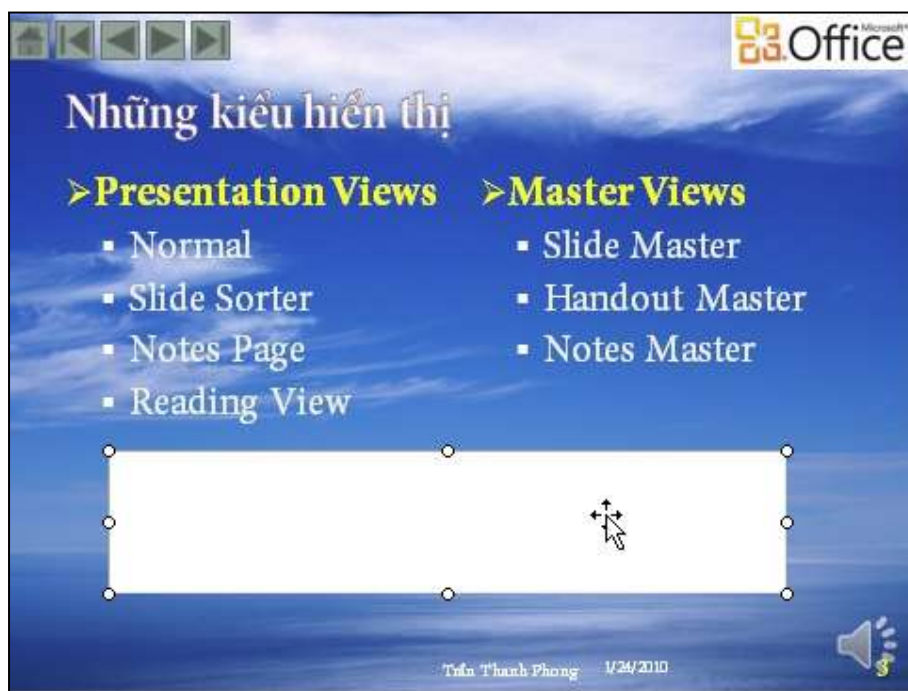 Microsoft®
Office
Những kiểu hiển thị
➢Presentation Views
▪ Normal
▪ Slide Sorter
▪ Notes Page
▪ Reading View
➢Master Views
▪ Slide Master
▪ Handout Master
▪ Notes Master
Trần Thanh Phong 1/24/2010
3